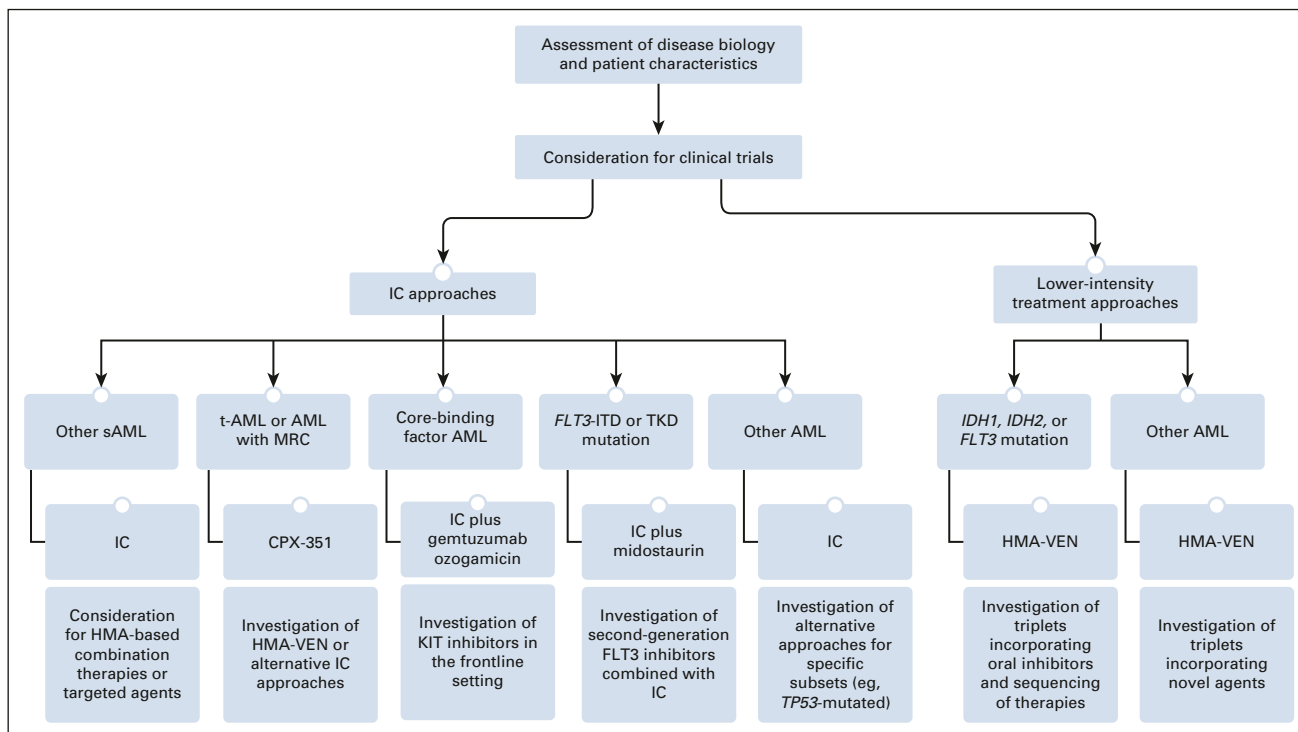 Assessment of disease biology
and patient characteristics
Consideration for clinical trials
IC approaches
Lower-intensity
treatment approaches
Other sAML
t-AML or AML
with MRC
Core-binding
factor AML
FLT3-ITD or TKD
mutation
Other AML
IDH1, IDH2, or
FLT3 mutation
Other AML
IC
CPX-351
IC plus
gemtuzumab
ozogamicin
IC plus
midostaurin
IC
HMA-VEN
HMA-VEN
Consideration
for HMA-based
combination
therapies or
targeted agents
Investigation of
HMA-VEN or
alternative IC
approaches
Investigation of
KIT inhibitors in
the frontline
setting
Investigation of
second-generation
FLT3 inhibitors
combined with
IC
Investigation of
alternative
approaches for
specific
subsets (eg,
TP53-mutated)
Investigation of
triplets
incorporating
oral inhibitors
and sequencing
of therapies
Investigation of
triplets
incorporating
novel agents